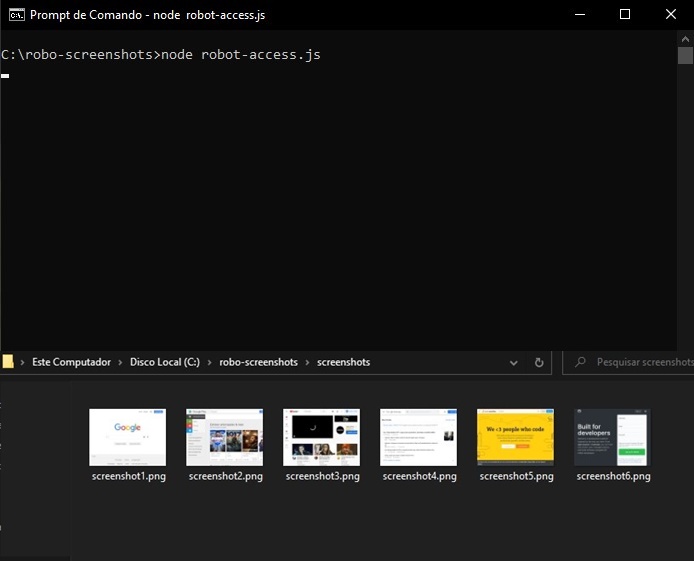 Prompt de Comando - node robot-access.js
C:\robo-screenshots>node robot-access.js
Este Computador > Disco Local (C:) > robo-screenshots > screenshots
Pesquisar screenshots
Google
We <3 people who code
Built for
developers
screenshot1.png
screenshot2.png
screenshot3.png
screenshot4.png
screenshot5.png
screenshot6.png